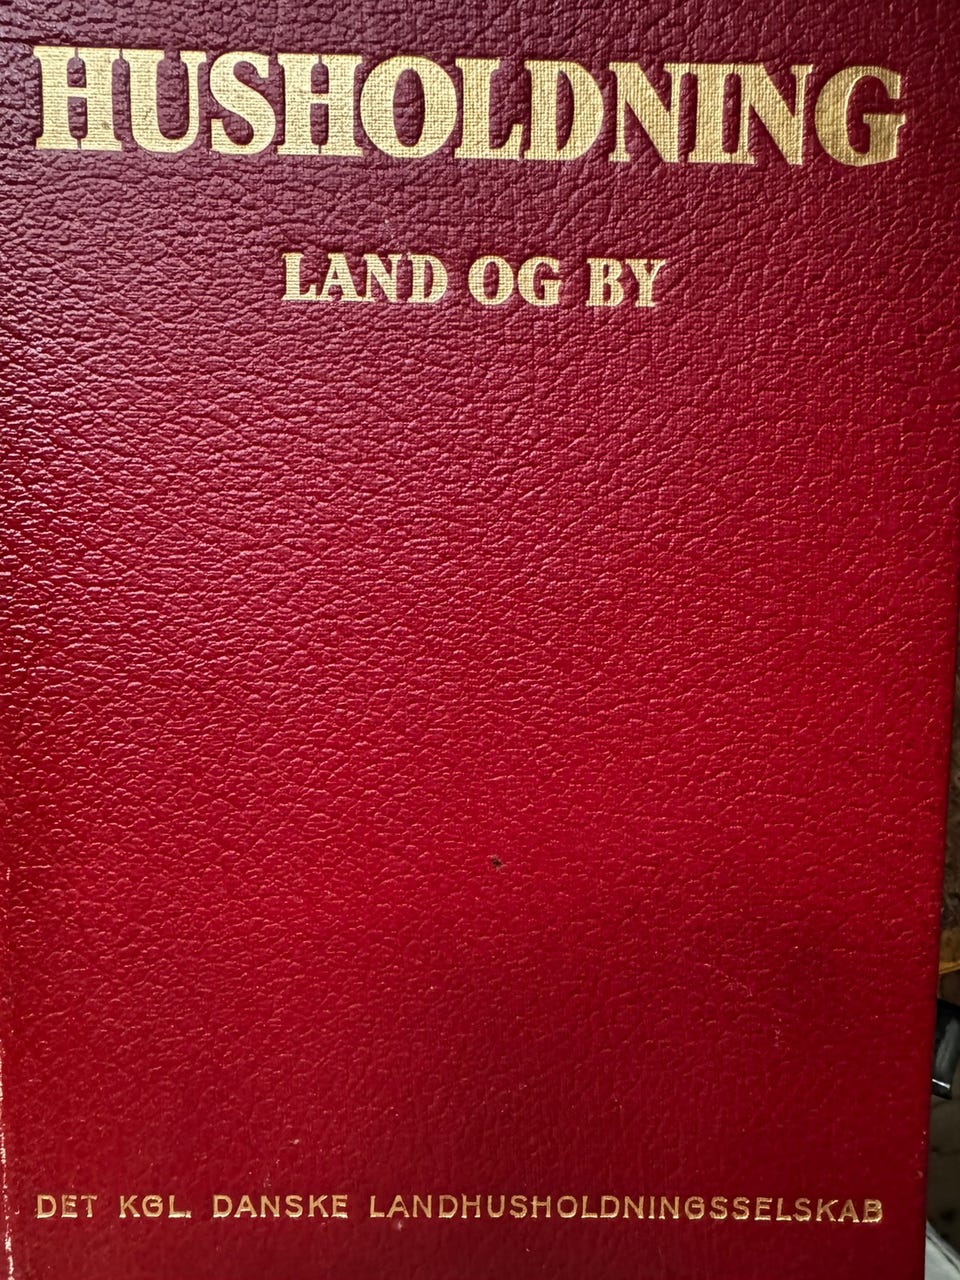 HUSHOLDNING
LAND OG BY
DET KGL. DANSKE LANDHUSHOLDNINGSSELSKAB